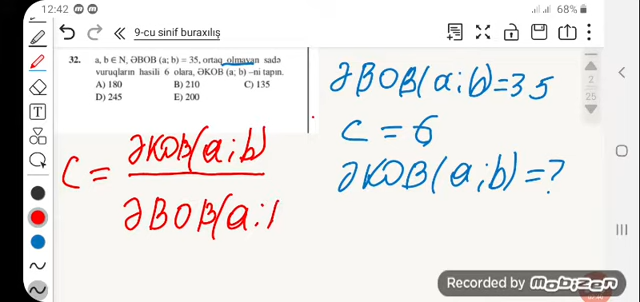 12:42
68%
9-cu sinif buraxılış
32. a, b ∈ N, ƏBOB (a; b) = 35, ortaq olmayan sadə
vuruqların hasili 6 olarsa, ƏKOB (a; b) –ni tapın.
A) 180 B) 210 C) 135
D) 245 E) 200
ƏBOB(a;b)=35
C = 6
ƏKOB(a;b)=?
C = ƏKOB(a;b)
ƏBOB(a;
2
25
Recorded by Mobizen